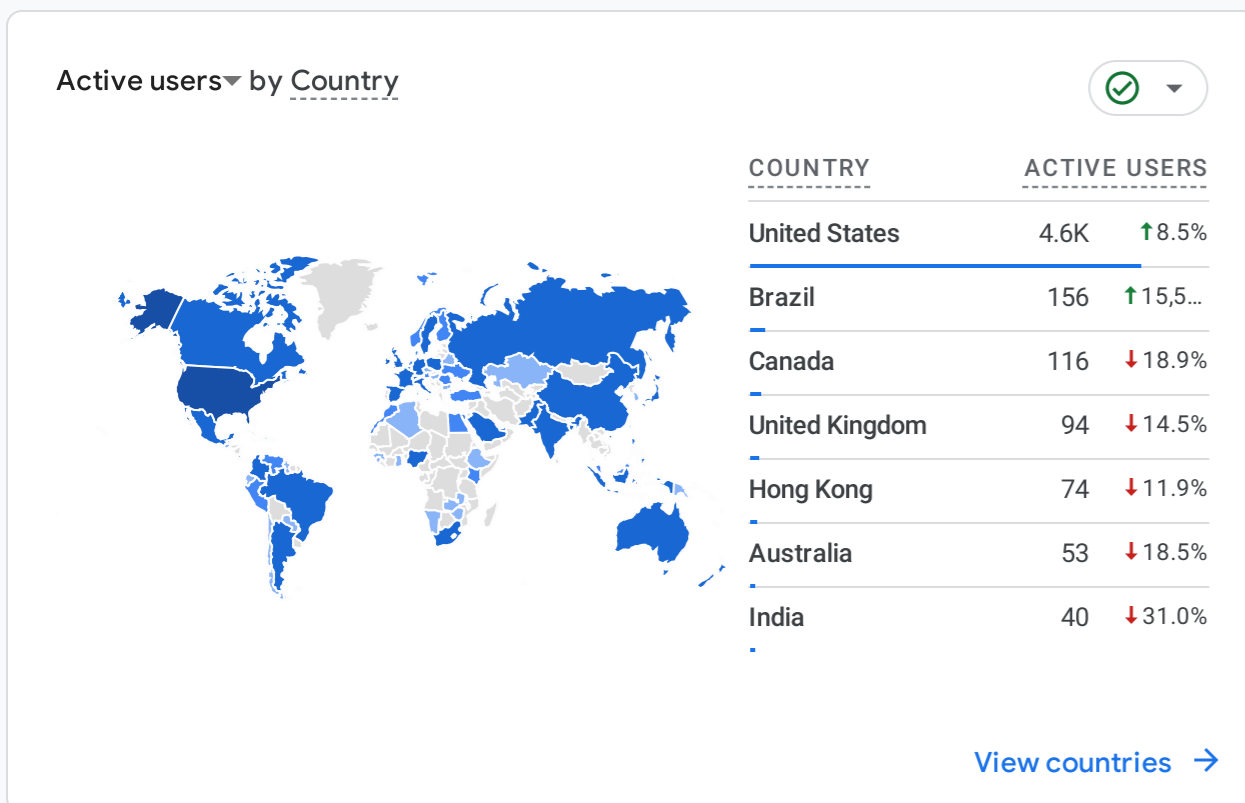 Active users by Country
COUNTRY ACTIVE USERS
United States 4.6K ↑8.5%
Brazil 156 ↑15,5...
Canada 116 ↓18.9%
United Kingdom 94 ↓14.5%
Hong Kong 74 ↓11.9%
Australia 53 ↓18.5%
India 40 ↓31.0%
View countries →